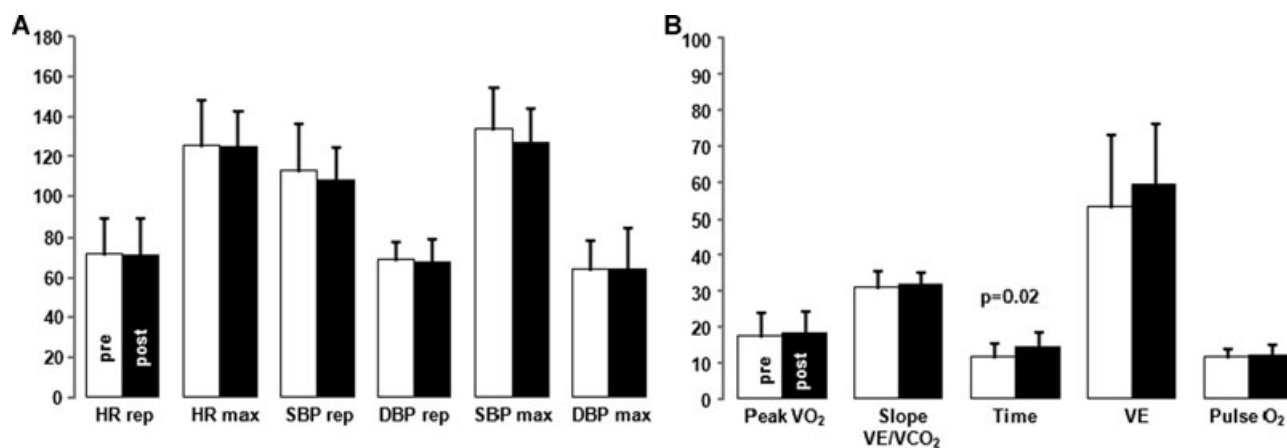 A
180
160
140
120
100
80
60
40
20
0
pre
post
HR rep
HR max
SBP rep
DBP rep
SBP max
DBP max
B
100
90
80
70
60
50
40
30
20
10
0
p=0.02
pre
post
Peak VO₂
Slope
VE/VCO₂
Time
VE
Pulse O₂